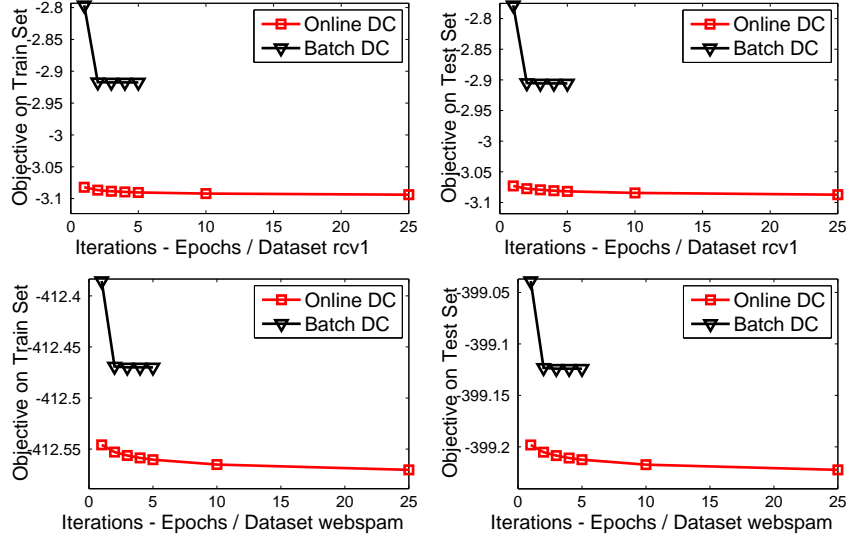 Objective on Train Set
-2.8
-2.85
-2.9
-2.95
-3
-3.05
-3.1
0 5 10 15 20 25
Iterations - Epochs / Dataset rcv1
Online DC
Batch DC
Objective on Test Set
-2.8
-2.85
-2.9
-2.95
-3
-3.05
-3.1
0 5 10 15 20 25
Iterations - Epochs / Dataset rcv1
Online DC
Batch DC
Objective on Train Set
-412.4
-412.45
-412.5
-412.55
0 5 10 15 20 25
Iterations - Epochs / Dataset webspam
Online DC
Batch DC
Objective on Test Set
-399.05
-399.1
-399.15
-399.2
0 5 10 15 20 25
Iterations - Epochs / Dataset webspam
Online DC
Batch DC